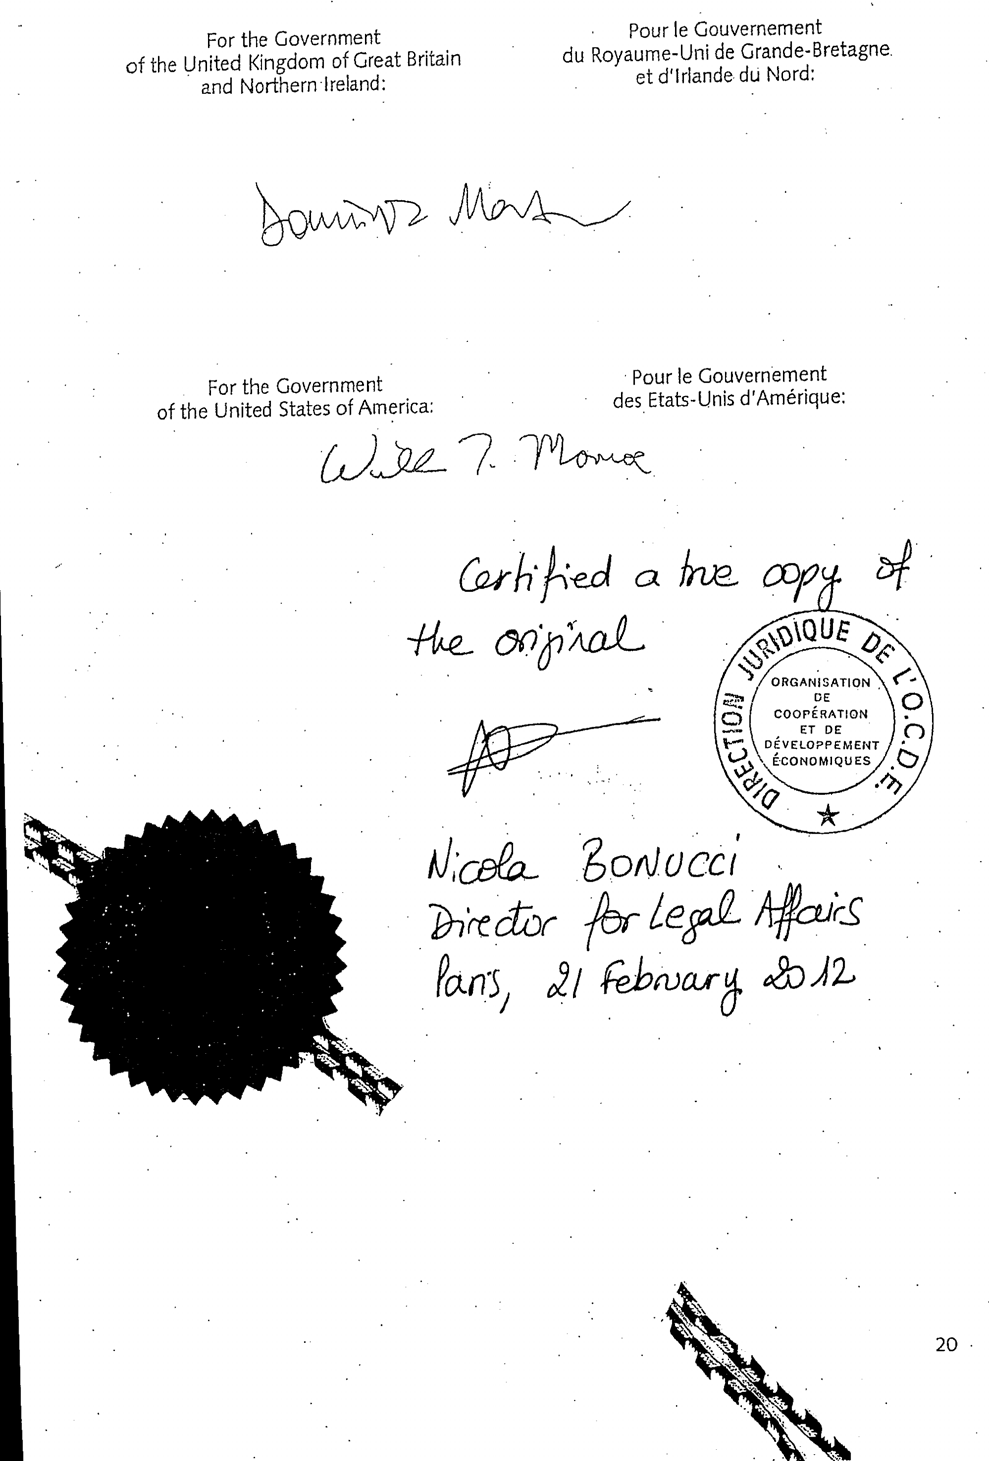 For the Government
of the United Kingdom of Great Britain
and Northern Ireland:
Pour le Gouvernement
du Royaume-Uni de Grande-Bretagne
et d'Irlande du Nord:
For the Government
of the United States of America:
Pour le Gouvernement
des Etats-Unis d'Amérique:
Will T. Monroe
Certified a true copy of
the original
DIRECTION JURIDIQUE DE L'O.C.D.E.
ORGANISATION
DE
COOPÉRATION
ET DE
DÉVELOPPEMENT
ÉCONOMIQUES
Nicola BONUCCI
Director for Legal Affairs
Paris, 21 February 2012
20